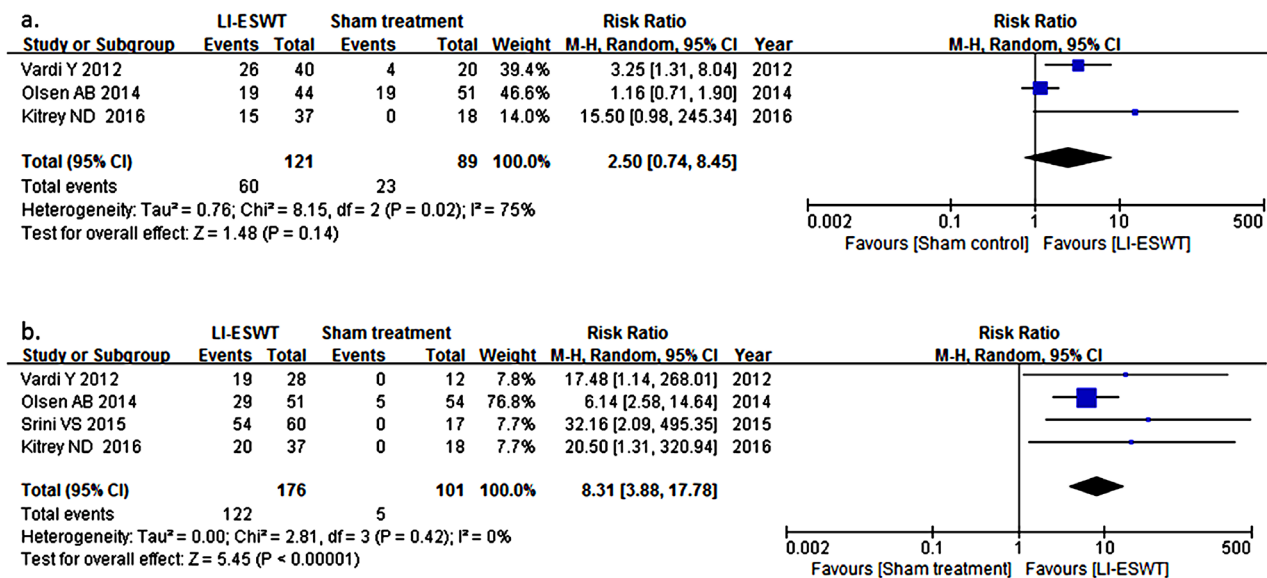 a.
LI-ESWT Sham treatment Risk Ratio Risk Ratio
Study or Subgroup Events Total Events Total Weight M-H, Random, 95% CI Year M-H, Random, 95% CI
Vardi Y 2012 26 40 4 20 39.4% 3.25 [1.31, 8.04] 2012
Olsen AB 2014 19 44 19 51 46.6% 1.16 [0.71, 1.90] 2014
Kitrey ND 2016 15 37 0 18 14.0% 15.50 [0.98, 245.34] 2016
Total (95% CI) 121 89 100.0% 2.50 [0.74, 8.45]
Total events 60 23
Heterogeneity: Tau² = 0.76; Chi² = 8.15, df = 2 (P = 0.02); I² = 75%
Test for overall effect: Z = 1.48 (P = 0.14)
0.002 0.1 1 10 500
Favours [Sham control] Favours [LI-ESWT]
b.
LI-ESWT Sham treatment Risk Ratio Risk Ratio
Study or Subgroup Events Total Events Total Weight M-H, Random, 95% CI Year M-H, Random, 95% CI
Vardi Y 2012 19 28 0 12 7.8% 17.48 [1.14, 268.01] 2012
Olsen AB 2014 29 51 5 54 76.8% 6.14 [2.58, 14.64] 2014
Srini VS 2015 54 60 0 17 7.7% 32.16 [2.09, 495.35] 2015
Kitrey ND 2016 20 37 0 18 7.7% 20.50 [1.31, 320.94] 2016
Total (95% CI) 176 101 100.0% 8.31 [3.88, 17.78]
Total events 122 5
Heterogeneity: Tau² = 0.00; Chi² = 2.81, df = 3 (P = 0.42); I² = 0%
Test for overall effect: Z = 5.45 (P < 0.00001)
0.002 0.1 1 10 500
Favours [Sham treatment] Favours [LI-ESWT]